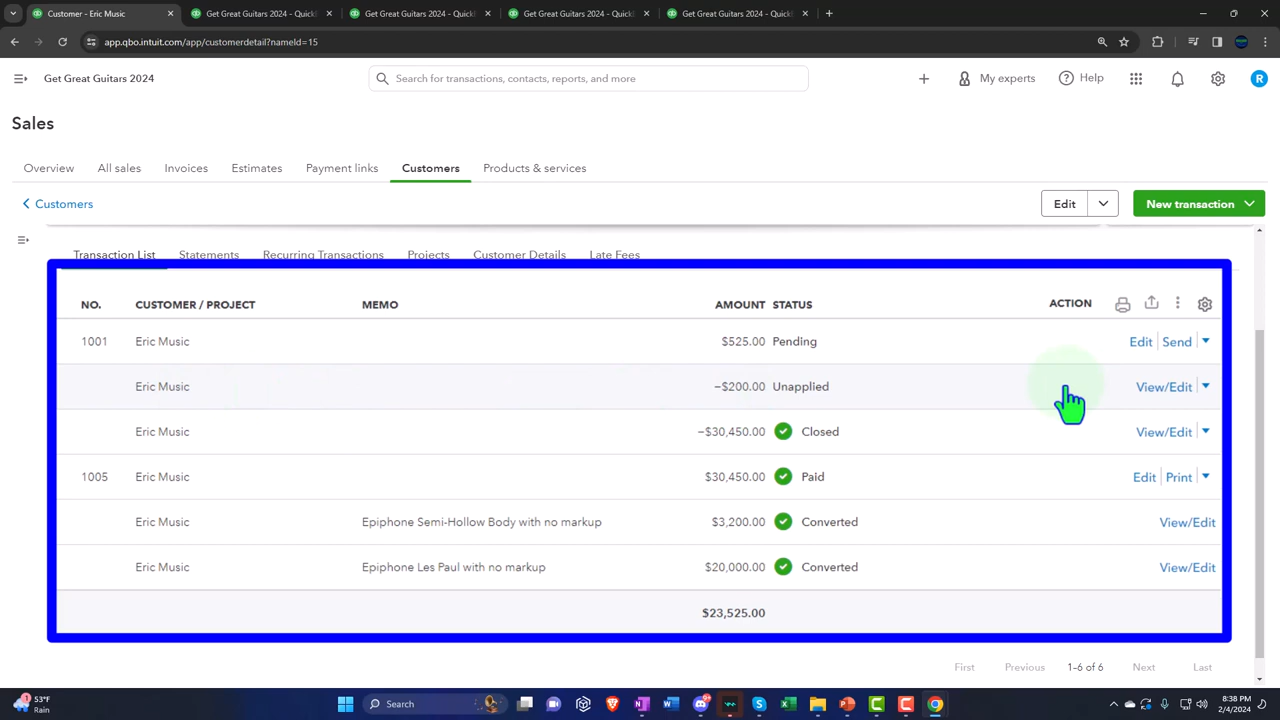 Customer - Eric Music
Get Great Guitars 2024 - QuickB
Get Great Guitars 2024 - QuickB
Get Great Guitars 2024 - QuickB
Get Great Guitars 2024 - QuickB
app.qbo.intuit.com/app/customerdetail?nameId=15
Get Great Guitars 2024
Search for transactions, contacts, reports, and more
My experts
Help
R
Sales
Overview
All sales
Invoices
Estimates
Payment links
Customers
Products & services
Customers
Edit
New transaction
Transaction List
Statements
Recurring Transactions
Projects
Customer Details
Late Fees
NO. CUSTOMER / PROJECT MEMO AMOUNT STATUS ACTION
1001 Eric Music $525.00 Pending Edit Send
Eric Music −$200.00 Unapplied View/Edit
Eric Music −$30,450.00 Closed View/Edit
1005 Eric Music $30,450.00 Paid Edit Print
Eric Music Epiphone Semi-Hollow Body with no markup $3,200.00 Converted View/Edit
Eric Music Epiphone Les Paul with no markup $20,000.00 Converted View/Edit
$23,525.00
First Previous 1-6 of 6 Next Last
53°F
Rain
Search
8:38 PM
2/4/2024